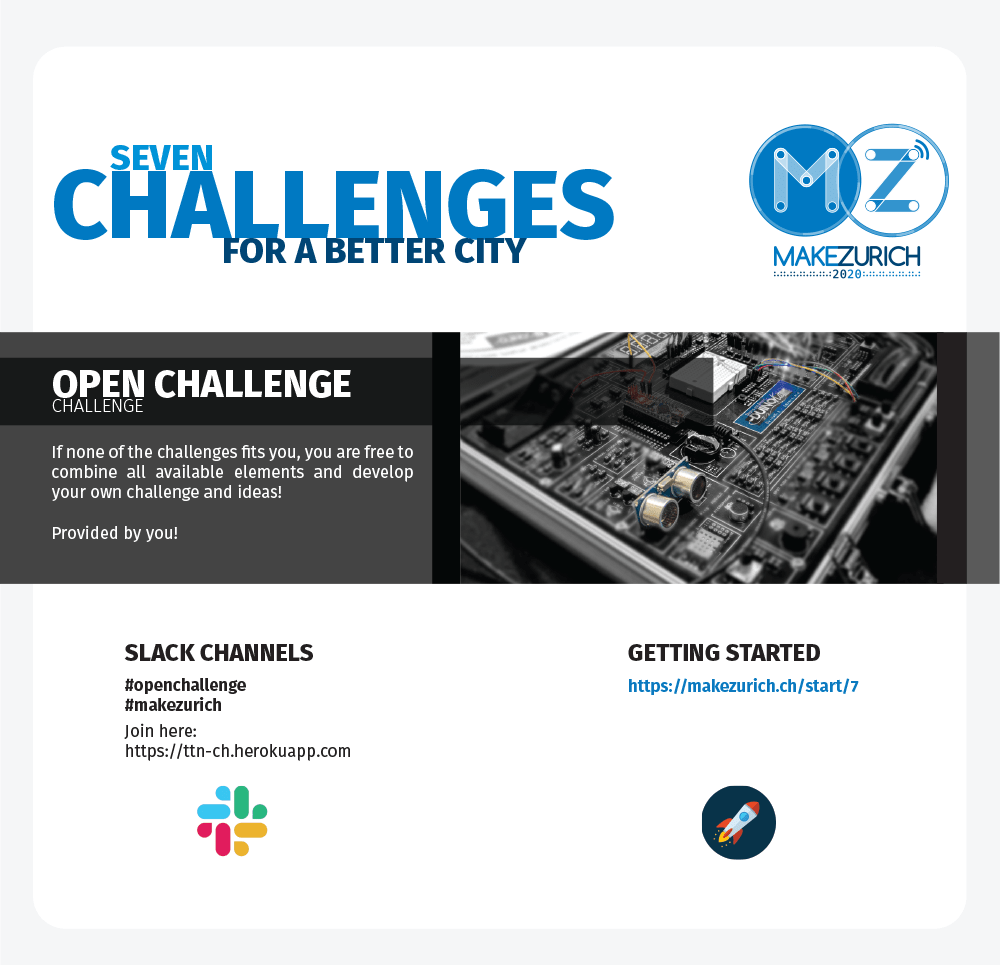 SEVEN
CHALLENGES
FOR A BETTER CITY
MZ
MAKEZURICH
2020
OPEN CHALLENGE
CHALLENGE
If none of the challenges fits you, you are free to
combine all available elements and develop
your own challenge and ideas!
Provided by you!
SLACK CHANNELS
#openchallenge
#makezurich
Join here:
https://ttn-ch.herokuapp.com
GETTING STARTED
https://makezurich.ch/start/7